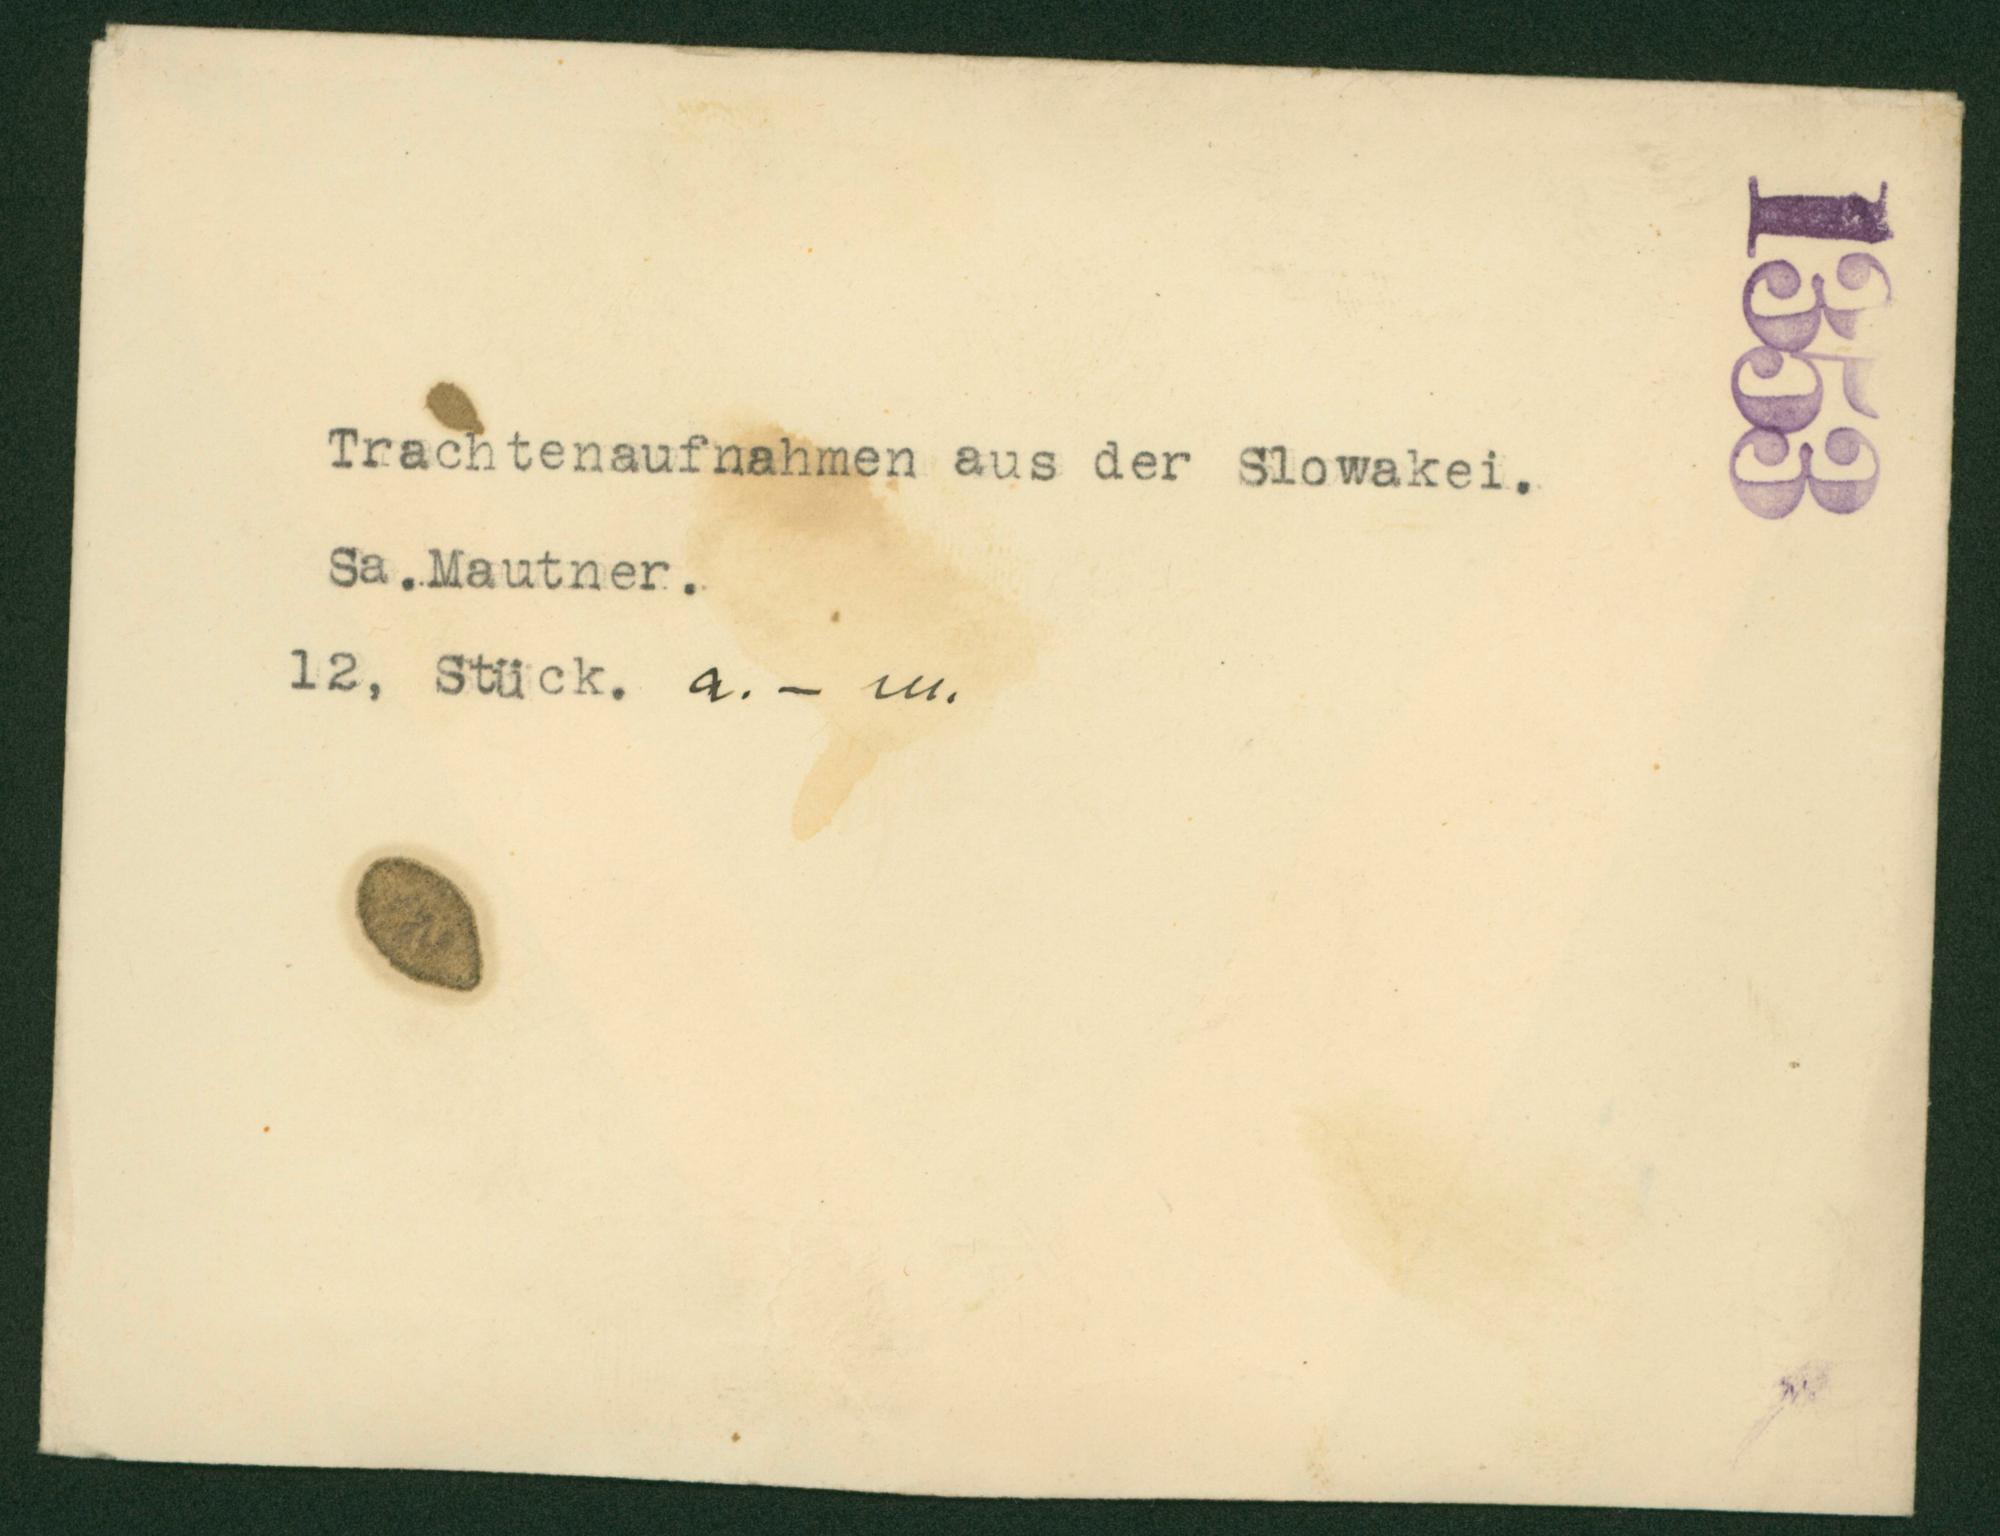 1353
Trachtenaufnahmen aus der Slowakei.
Sa.Mautner.
12, Stück. a. – m.